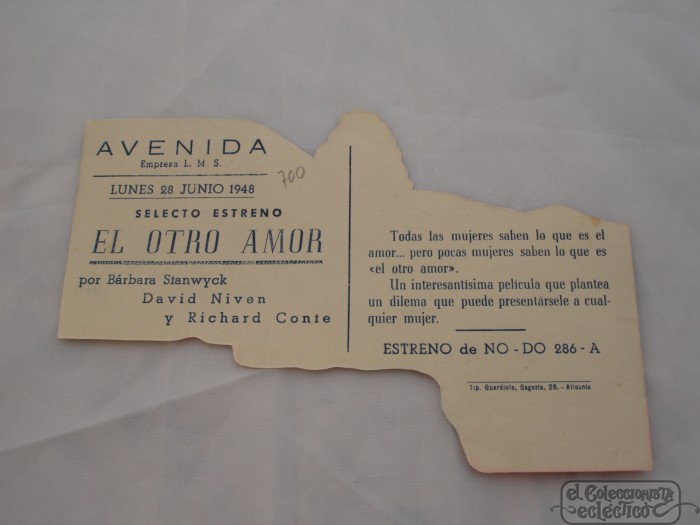 AVENIDA
Empresa L. M. S.
LUNES 28 JUNIO 1948
700
SELECTO ESTRENO
EL OTRO AMOR
por Bárbara Stanwyck
David Niven
y Richard Conte
Todas las mujeres saben lo que es el
amor... pero pocas mujeres saben lo que es
«el otro amor».
Un interesantísima película que plantea
un dilema que puede presentársele a cual-
quier mujer.
ESTRENO de NO - DO 286 - A
Tip. Guardiola, Sagasta, 29. - Alicante
el Coleccionista
ecléctico